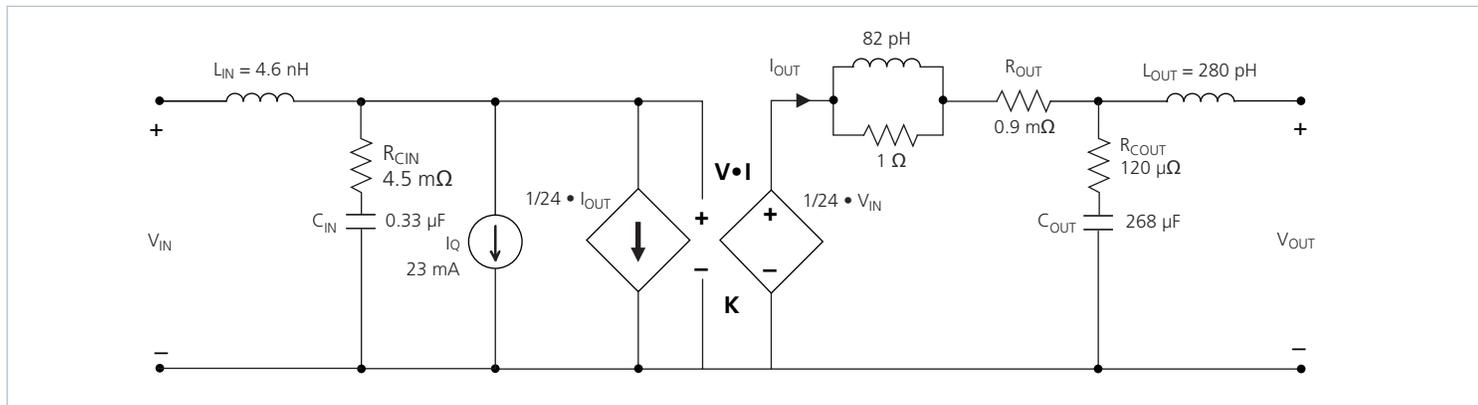 82 pH
L_IN = 4.6 nH
I_OUT
R_OUT
L_OUT = 280 pH
+
+
0.9 mΩ
R_CIN
4.5 mΩ
1 Ω
R_COUT
120 µΩ
V•I
1/24 • I_OUT
1/24 • V_IN
C_IN
0.33 µF
+
+
C_OUT
268 µF
V_IN
I_Q
23 mA
V_OUT
–
–
K
–
–